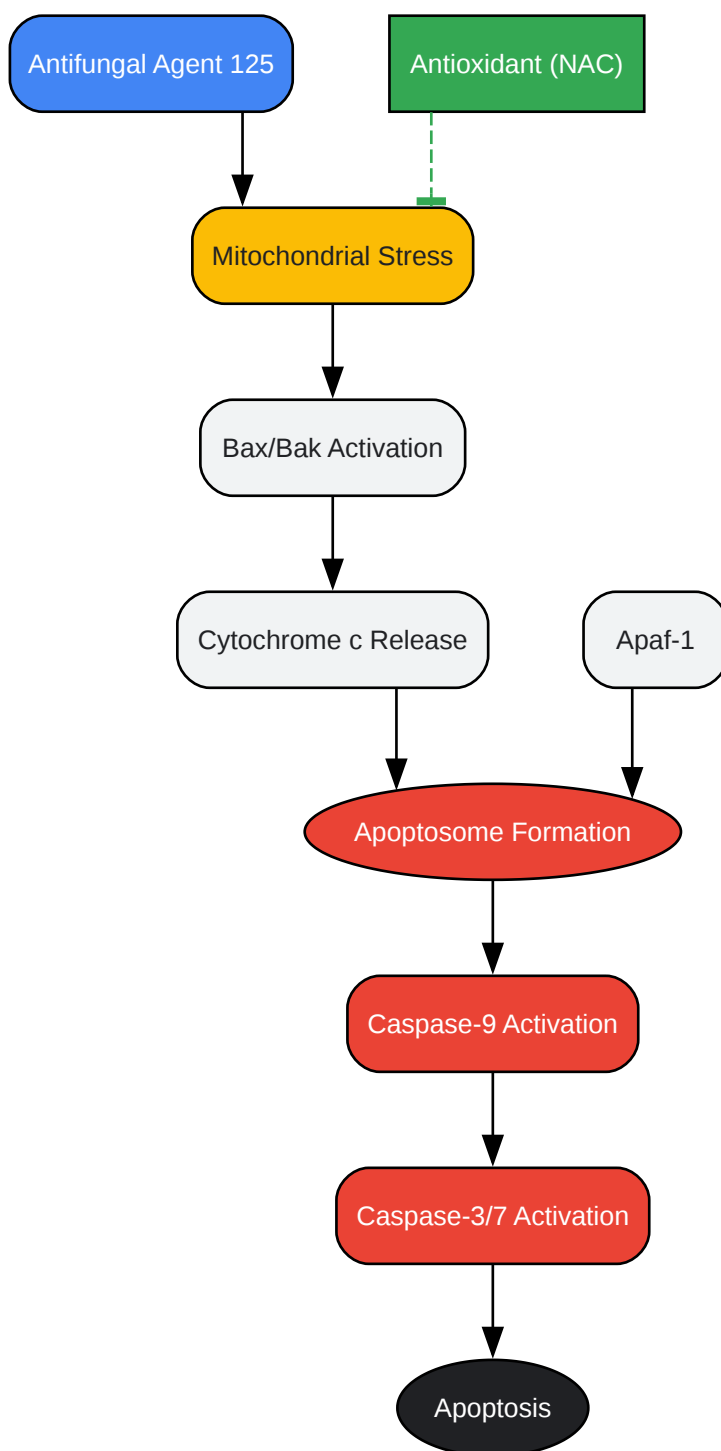 Antifungal Agent 125
Antioxidant (NAC)
Mitochondrial Stress
Bax/Bak Activation
Cytochrome c Release
Apaf-1
Apoptosome Formation
Caspase-9 Activation
Caspase-3/7 Activation
Apoptosis